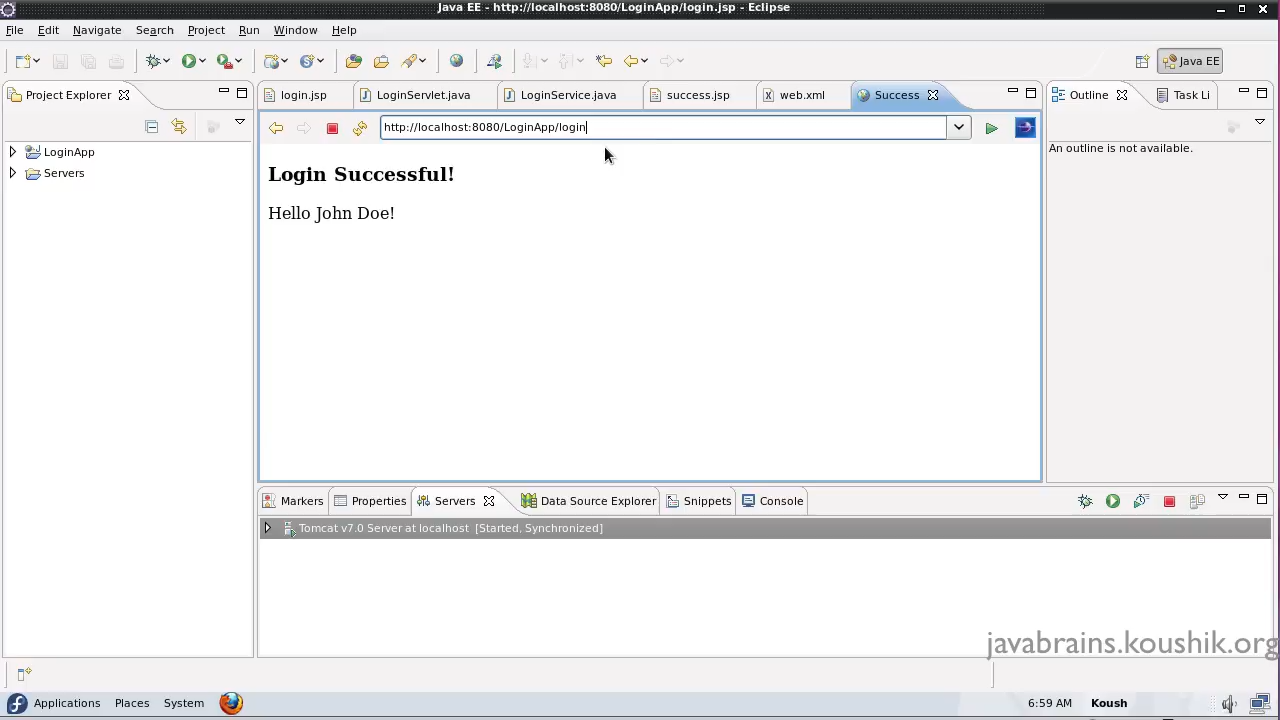 Java EE - http://localhost:8080/LoginApp/login.jsp - Eclipse
File Edit Navigate Search Project Run Window Help
Java EE
Project Explorer
login.jsp LoginServlet.java LoginService.java success.jsp web.xml Success
Outline Task Li
http://localhost:8080/LoginApp/login
LoginApp
Servers
An outline is not available.
Login Successful!
Hello John Doe!
Markers Properties Servers Data Source Explorer Snippets Console
Tomcat v7.0 Server at localhost [Started, Synchronized]
javabrains.koushik.org
Applications Places System
6:59 AM Koush